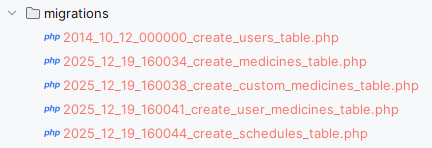 migrations
php 2014_10_12_000000_create_users_table.php
php 2025_12_19_160034_create_medicines_table.php
php 2025_12_19_160038_create_custom_medicines_table.php
php 2025_12_19_160041_create_user_medicines_table.php
php 2025_12_19_160044_create_schedules_table.php